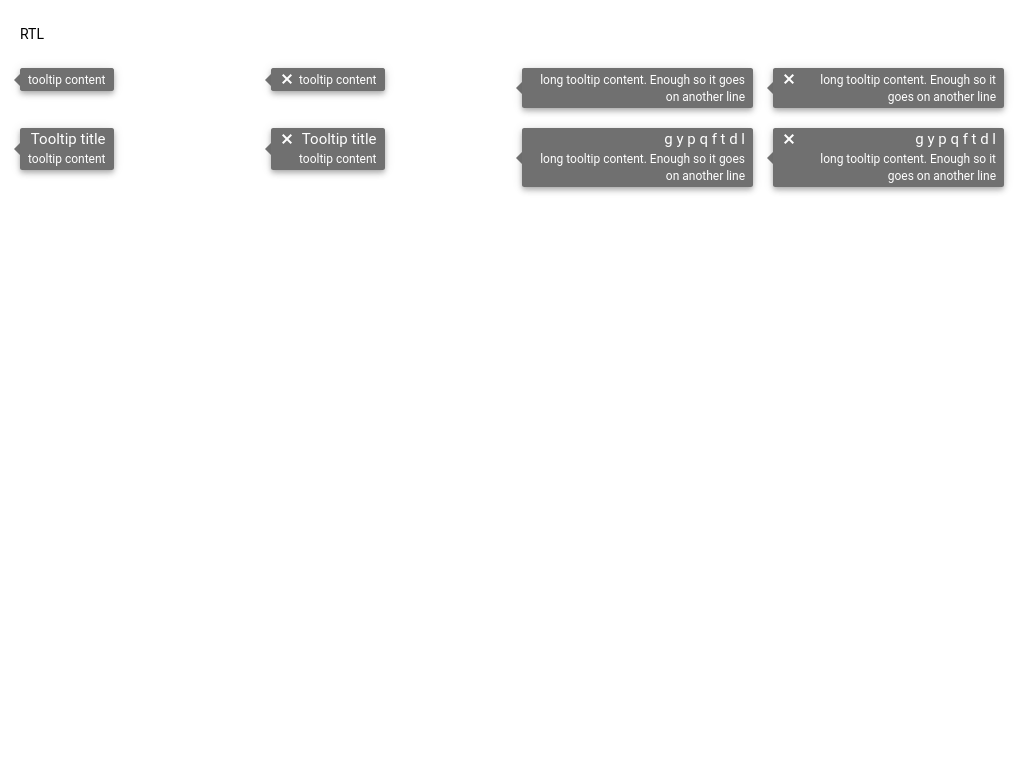 RTL
tooltip content
✕ tooltip content
long tooltip content. Enough so it goes
on another line
✕ long tooltip content. Enough so it
goes on another line
Tooltip title
tooltip content
✕ Tooltip title
tooltip content
g y p q f t d l
long tooltip content. Enough so it goes
on another line
✕ g y p q f t d l
long tooltip content. Enough so it
goes on another line